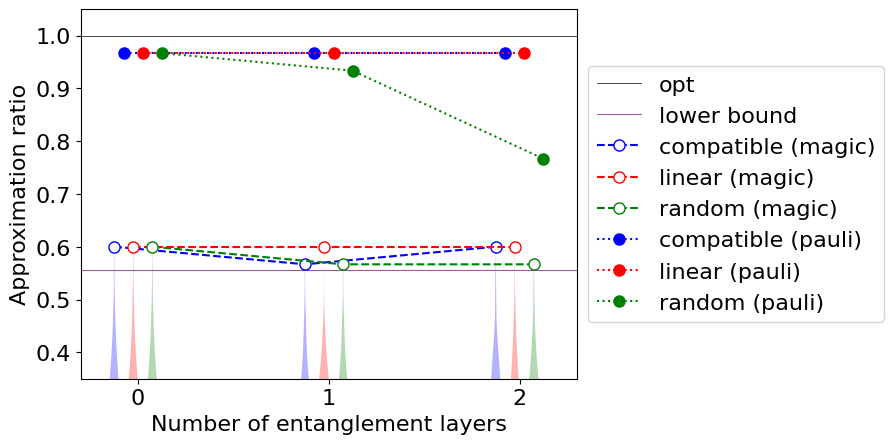 Approximation ratio
1.0
0.9
0.8
0.7
0.6
0.5
0.4
0
1
2
Number of entanglement layers
opt
lower bound
compatible (magic)
linear (magic)
random (magic)
compatible (pauli)
linear (pauli)
random (pauli)